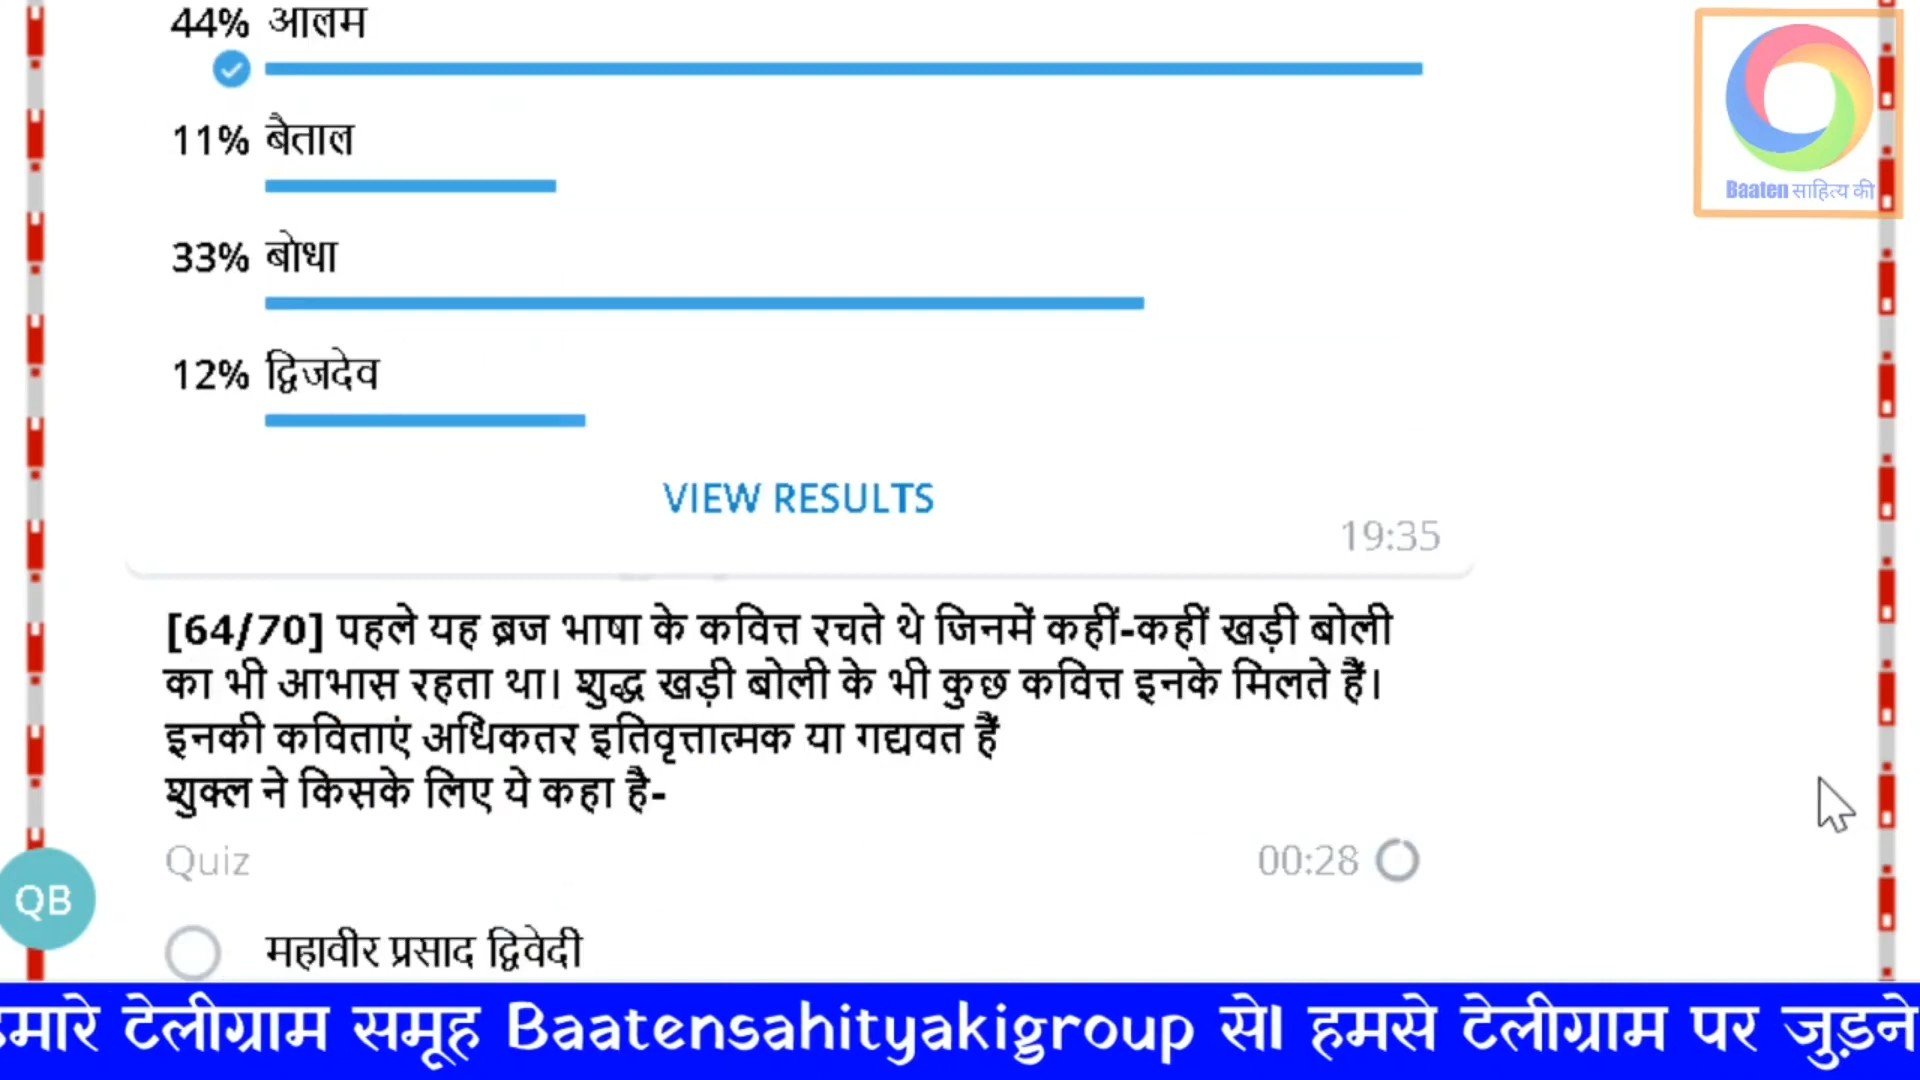 44% आलम
Baaten साहित्य की
11% बैताल
33% बोधा
12% द्विजदेव
VIEW RESULTS
19:35
[64/70] पहले यह ब्रज भाषा के कवित्त रचते थे जिनमें कहीं-कहीं खड़ी बोली
का भी आभास रहता था। शुद्ध खड़ी बोली के भी कुछ कवित्त इनके मिलते हैं।
इनकी कविताएं अधिकतर इतिवृत्तात्मक या गद्यवत हैं
शुक्ल ने किसके लिए ये कहा है-
Quiz
00:28
QB
महावीर प्रसाद द्विवेदी
हमारे टेलीग्राम समूह Baatensahityakigroup से। हमसे टेलीग्राम पर जुड़ने